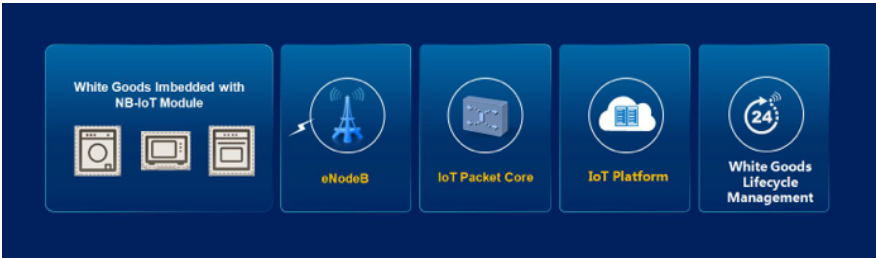 White Goods Imbedded with
NB-IoT Module
eNodeB
IoT Packet Core
IoT Platform
24
White Goods
Lifecycle
Management